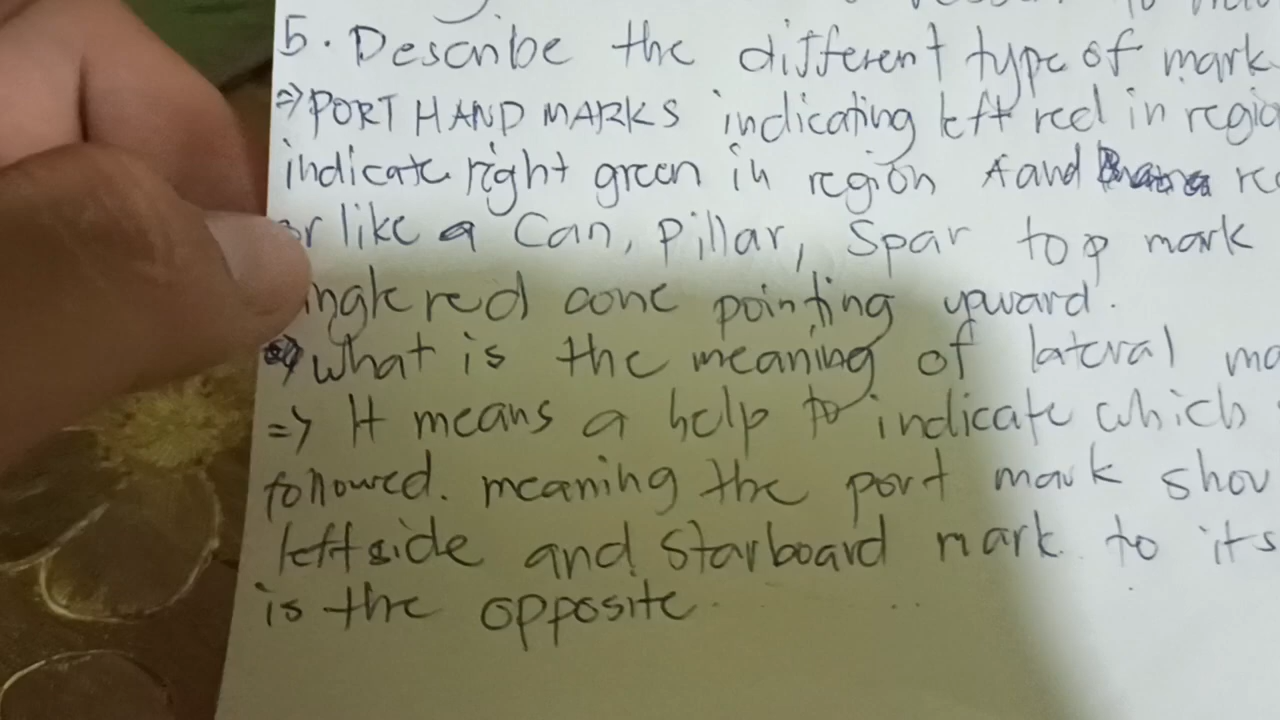 5. Describe the different type of mark
⇒ PORT HAND MARKS indicating left red in regio
indicate right green in region A and re
or like a Can, pillar, Spar top mark
ingle red cone pointing upward.
⇒ what is the meaning of lateral ma
⇒ It means a help to indicate which
followed. meaning the port mark shou
left side and starboard mark to its
is the opposite